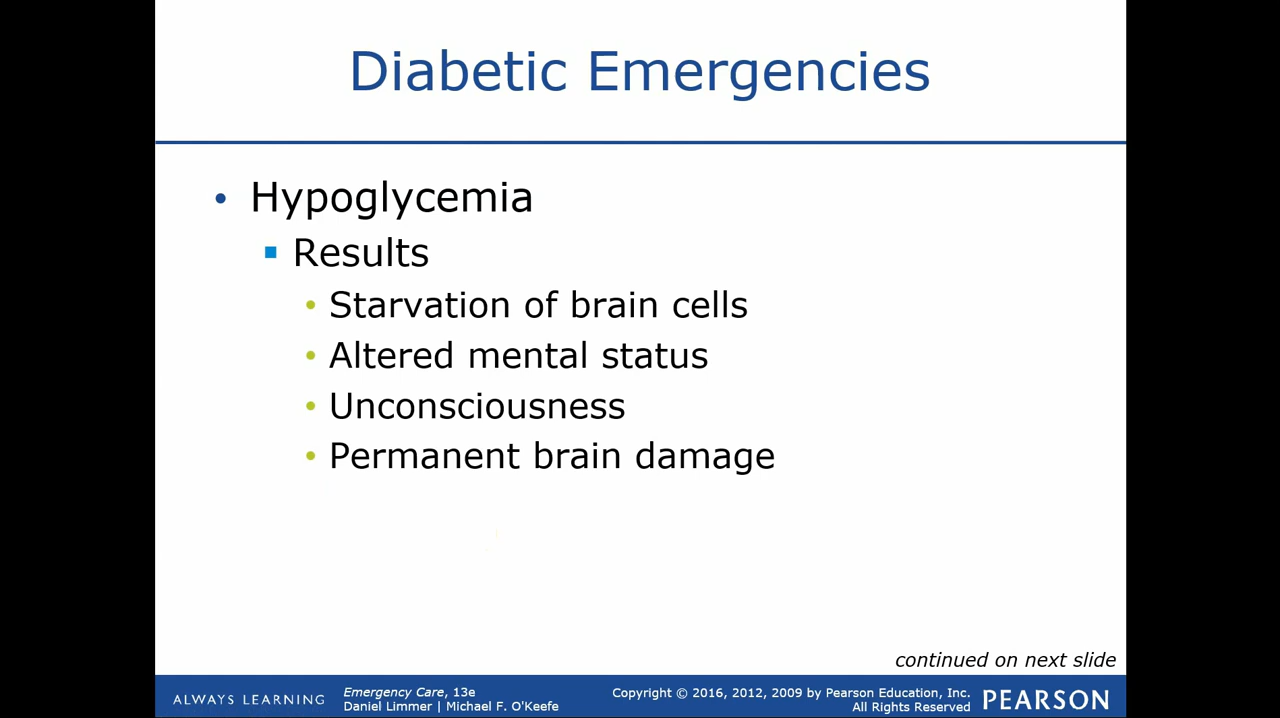 Diabetic Emergencies
• Hypoglycemia
▪ Results
• Starvation of brain cells
• Altered mental status
• Unconsciousness
• Permanent brain damage
continued on next slide
ALWAYS LEARNING
Emergency Care, 13e
Daniel Limmer | Michael F. O'Keefe
Copyright © 2016, 2012, 2009 by Pearson Education, Inc.
All Rights Reserved
PEARSON